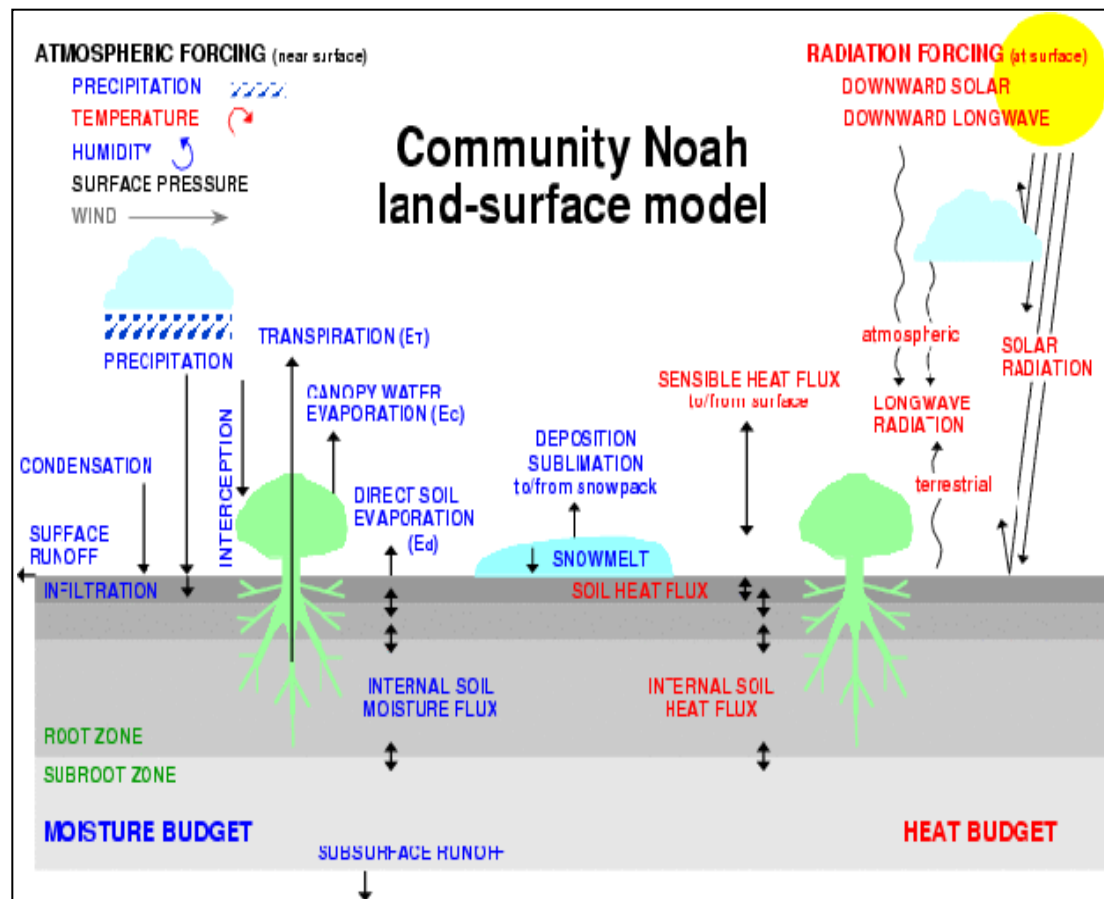 ATMOSPHERIC FORCING (near surface)
PRECIPITATION
TEMPERATURE
HUMIDITY
SURFACE PRESSURE
WIND
RADIATION FORCING (at surface)
DOWNWARD SOLAR
DOWNWARD LONGWAVE
Community Noah
land-surface model
PRECIPITATION
TRANSPIRATION (ET)
CANOPY WATER
EVAPORATION (Ec)
INTERCEPTION
CONDENSATION
DIRECT SOIL
EVAPORATION
(Ed)
SURFACE
RUNOFF
INFILTRATION
DEPOSITION
SUBLIMATION
to/from snowpack
SNOWMELT
SENSIBLE HEAT FLUX
to/from surface
atmospheric
SOLAR
RADIATION
LONGWAVE
RADIATION
terrestrial
SOIL HEAT FLUX
INTERNAL SOIL
MOISTURE FLUX
INTERNAL SOIL
HEAT FLUX
ROOT ZONE
SUBROOT ZONE
MOISTURE BUDGET
HEAT BUDGET
SUBSURFACE RUNOFF